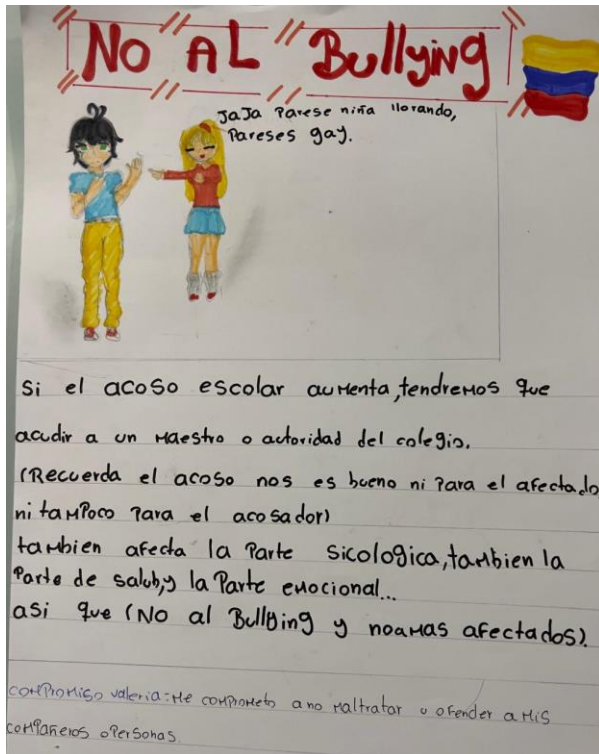 No AL Bullying
JaJa Parese niña llorando,
Pareses gay.
Si el acoso escolar aumenta, tendremos que
acudir a un maestro o autoridad del colegio.
(Recuerda el acoso nos es bueno ni para el afectado
ni tampoco para el acosador)
tambien afecta la parte sicologica, tambien la
parte de salub, y la Parte emocional...
asi que (No al Bullying y noamas afectados).
compromiso valeria: Me comprometo a no maltratar u ofender a mis
compañeros o Personas.